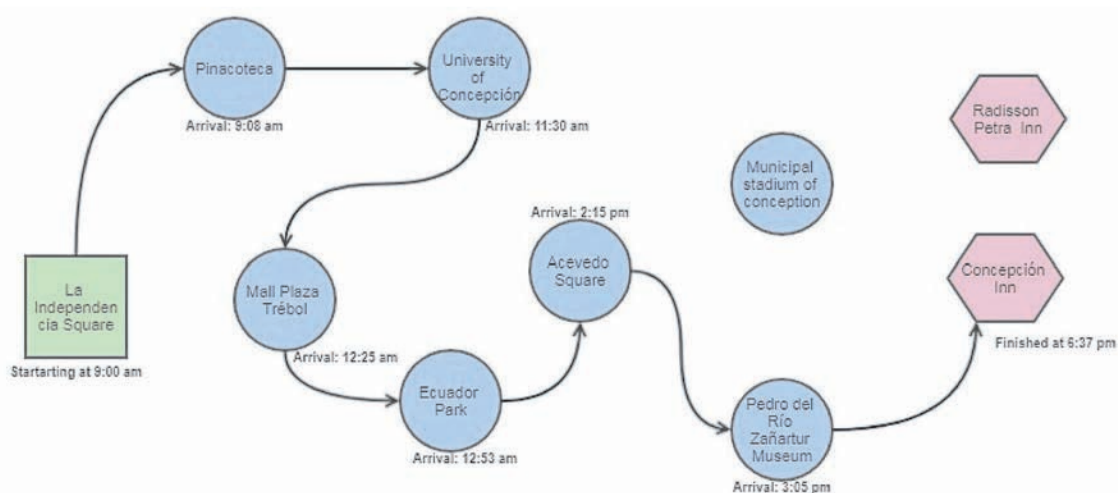 Pinacoteca
Arrival: 9:08 am
University
of
Concepción
Arrival: 11:30 am
Radisson
Petra Inn
Municipal
stadium of
conception
Arrival: 2:15 pm
Acevedo
Square
La
Independen
cia Square
Startarting at 9:00 am
Mall Plaza
Trébol
Arrival: 12:25 am
Concepción
Inn
Finished at 6:37 pm
Ecuador
Park
Arrival: 12:53 am
Pedro del
Río
Zañartur
Museum
Arrival: 3:05 pm